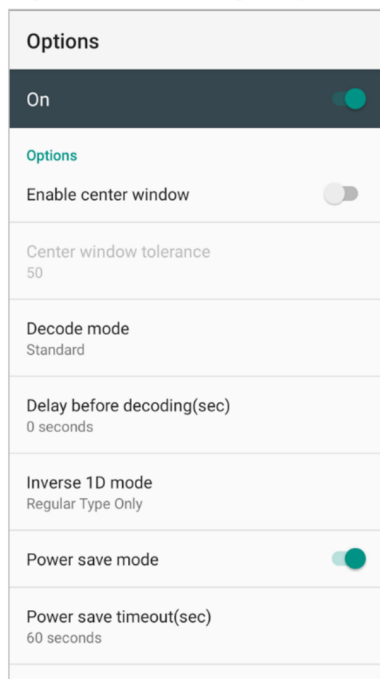 Options
On
Options
Enable center window
Center window tolerance
50
Decode mode
Standard
Delay before decoding(sec)
0 seconds
Inverse 1D mode
Regular Type Only
Power save mode
Power save timeout(sec)
60 seconds